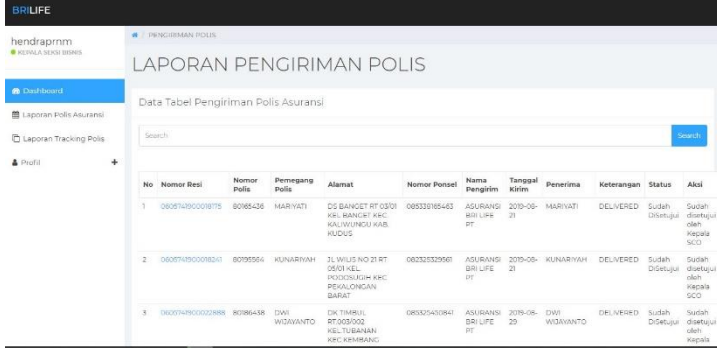 BRILIFE
hendraprnm
KEPALA SEKSI BISNIS
Dashboard
Laporan Polis Asuransi
Laporan Tracking Polis
Profil +
PENGIRIMAN POLIS
LAPORAN PENGIRIMAN POLIS
Data Tabel Pengiriman Polis Asuransi
Search Search
No Nomor Resi Nomor Polis Pemegang Polis Alamat Nomor Ponsel Nama Pengirim Tanggal Kirim Penerima Keterangan Status Aksi
1 0605741900018775 80165438 MARIYATI DS BANGET RT 03/01 KEL BANGET KEC KALIWUNGU KAB. KUDUS 085339165463 ASURANSI BRI LIFE PT 2019-08-21 MARIYATI DELIVERED Sudah DiSetujui Sudah disetujui oleh Kepala SCO
2 0605741900018241 80195564 KUNARIYAH JL WILIS NO 21 RT 05/01 KEL. PODOSUGIH KEC PEKALONGAN BARAT 082325329561 ASURANSI BRI LIFE PT 2019-08-21 KUNARIYAH DELIVERED Sudah DiSetujui Sudah disetujui oleh Kepala SCO
3 0605741900022888 80186438 DWI WIJAYANTO DK TIMBUL RT.003/002 KEL.TUBANAN KEC KEMBANG 085325450841 ASURANSI BRI LIFE PT 2019-08-29 DWI WIJAYANTO DELIVERED Sudah DiSetujui Sudah disetujui oleh Kepala